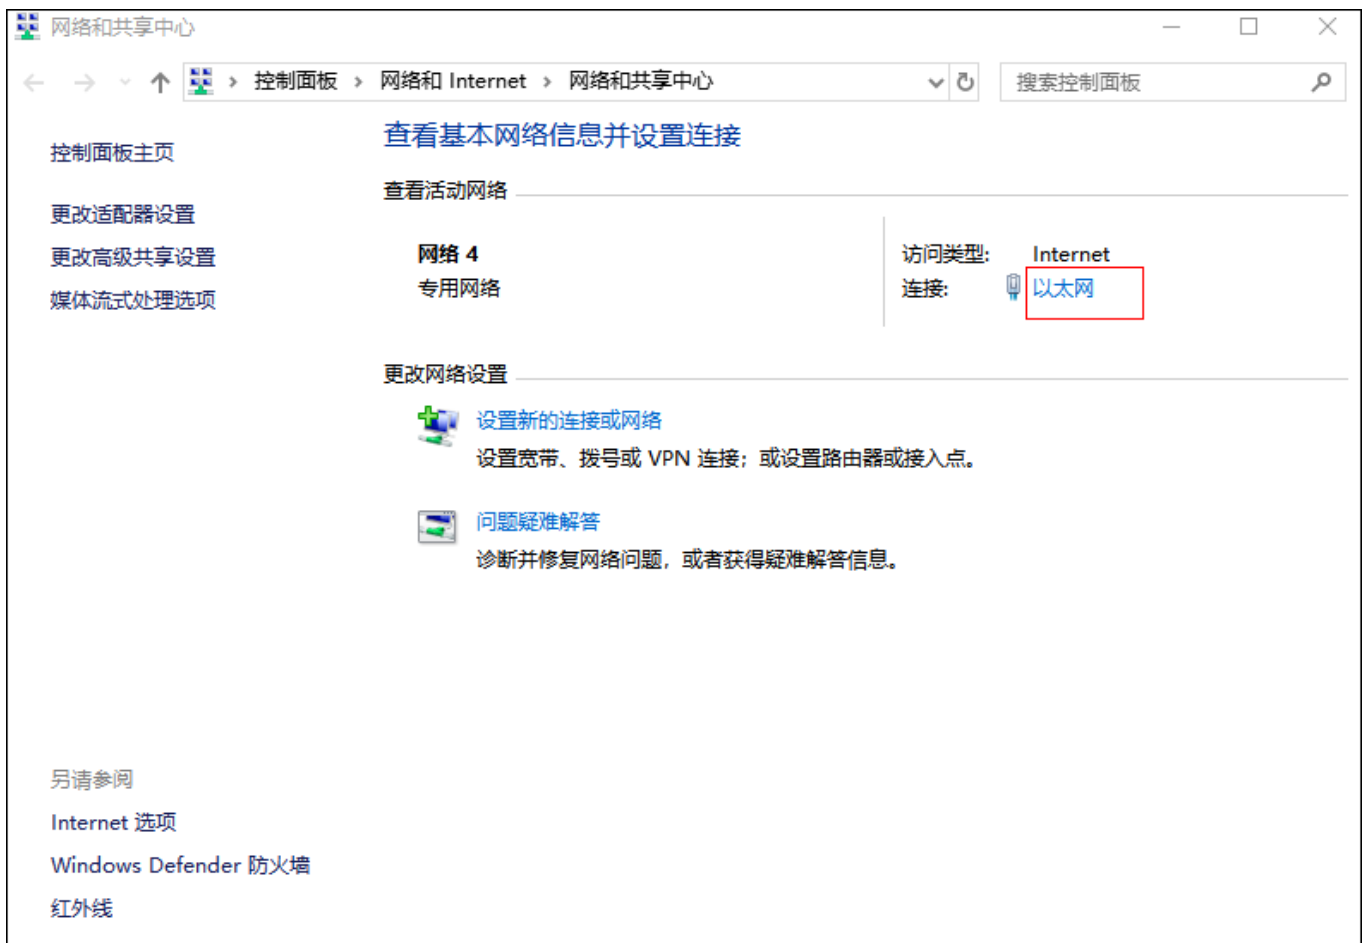 网络和共享中心
控制面板 > 网络和 Internet > 网络和共享中心
搜索控制面板
控制面板主页
更改适配器设置
更改高级共享设置
媒体流式处理选项
查看基本网络信息并设置连接
查看活动网络
网络 4
专用网络
访问类型: Internet
连接: 以太网
更改网络设置
设置新的连接或网络
设置宽带、拨号或 VPN 连接；或设置路由器或接入点。
问题疑难解答
诊断并修复网络问题，或者获得疑难解答信息。
另请参阅
Internet 选项
Windows Defender 防火墙
红外线